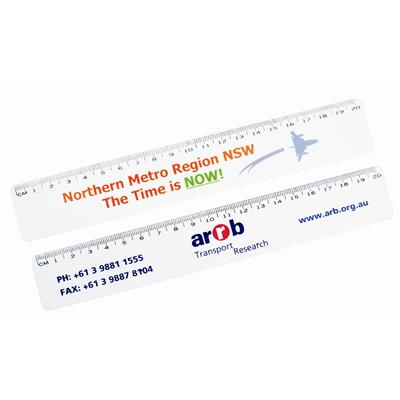 CM 1 2 3 4 5 6 7 8 9 10 11 12 13 14 15 16 17 18 19 20
Northern Metro Region NSW
The Time is NOW!
CM 1 2 3 4 5 6 7 8 9 10 11 12 13 14 15 16 17 18 19 20
PH: +61 3 9881 1555
FAX: +61 3 9887 8104
arrb
Transport Research
www.arb.org.au